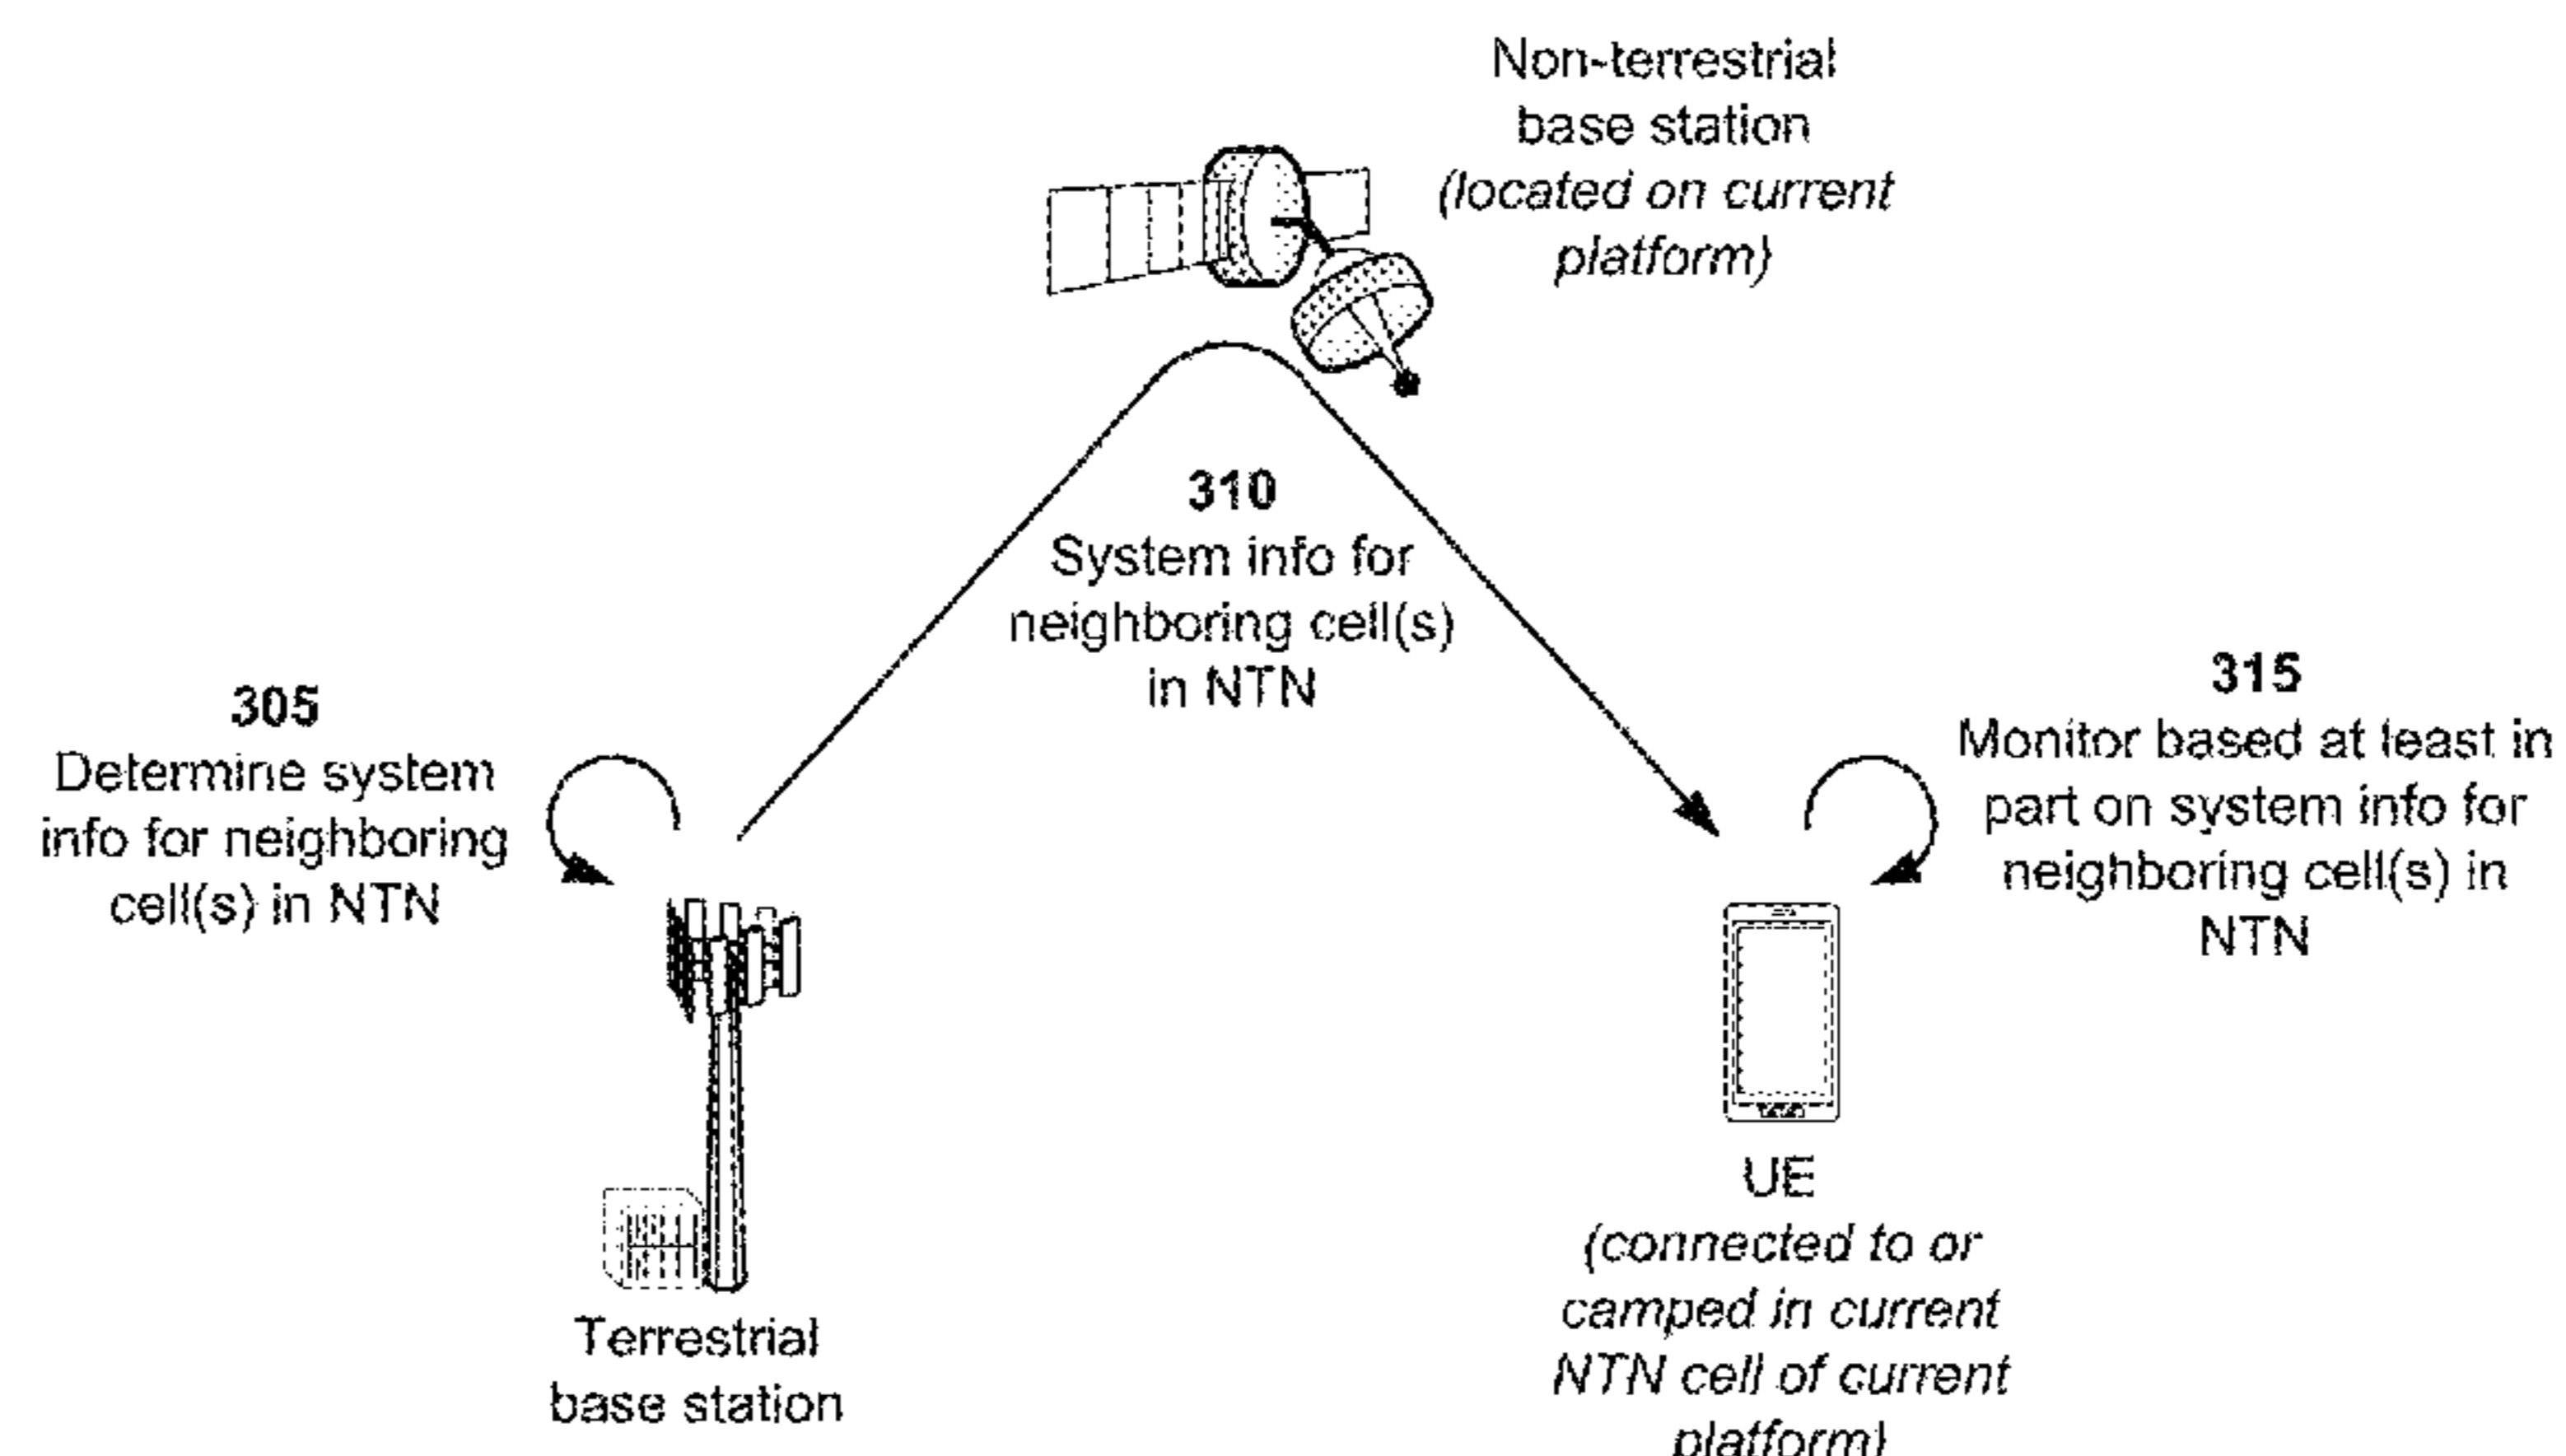 Non-terrestrial
base station
(located on current
platform)
310
System info for
neighboring cell(s)
in NTN
305
Determine system
info for neighboring
cell(s) in NTN
315
Monitor based at least in
part on system info for
neighboring cell(s) in
NTN
Terrestrial
base station
UE
(connected to or
camped in current
NTN cell of current
platform)